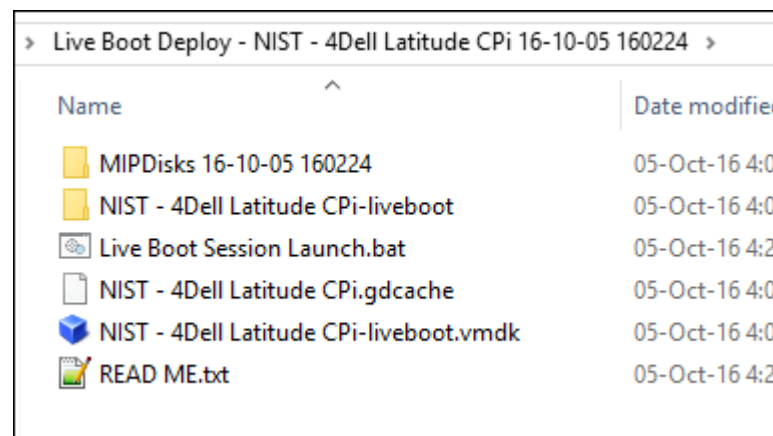 Live Boot Deploy - NIST - 4Dell Latitude CPi 16-10-05 160224
Name Date modified
MIPDisks 16-10-05 160224 05-Oct-16 4:0
NIST - 4Dell Latitude CPi-liveboot 05-Oct-16 4:0
Live Boot Session Launch.bat 05-Oct-16 4:2
NIST - 4Dell Latitude CPi.gdcache 05-Oct-16 4:0
NIST - 4Dell Latitude CPi-liveboot.vmdk 05-Oct-16 4:0
READ ME.txt 05-Oct-16 4:2